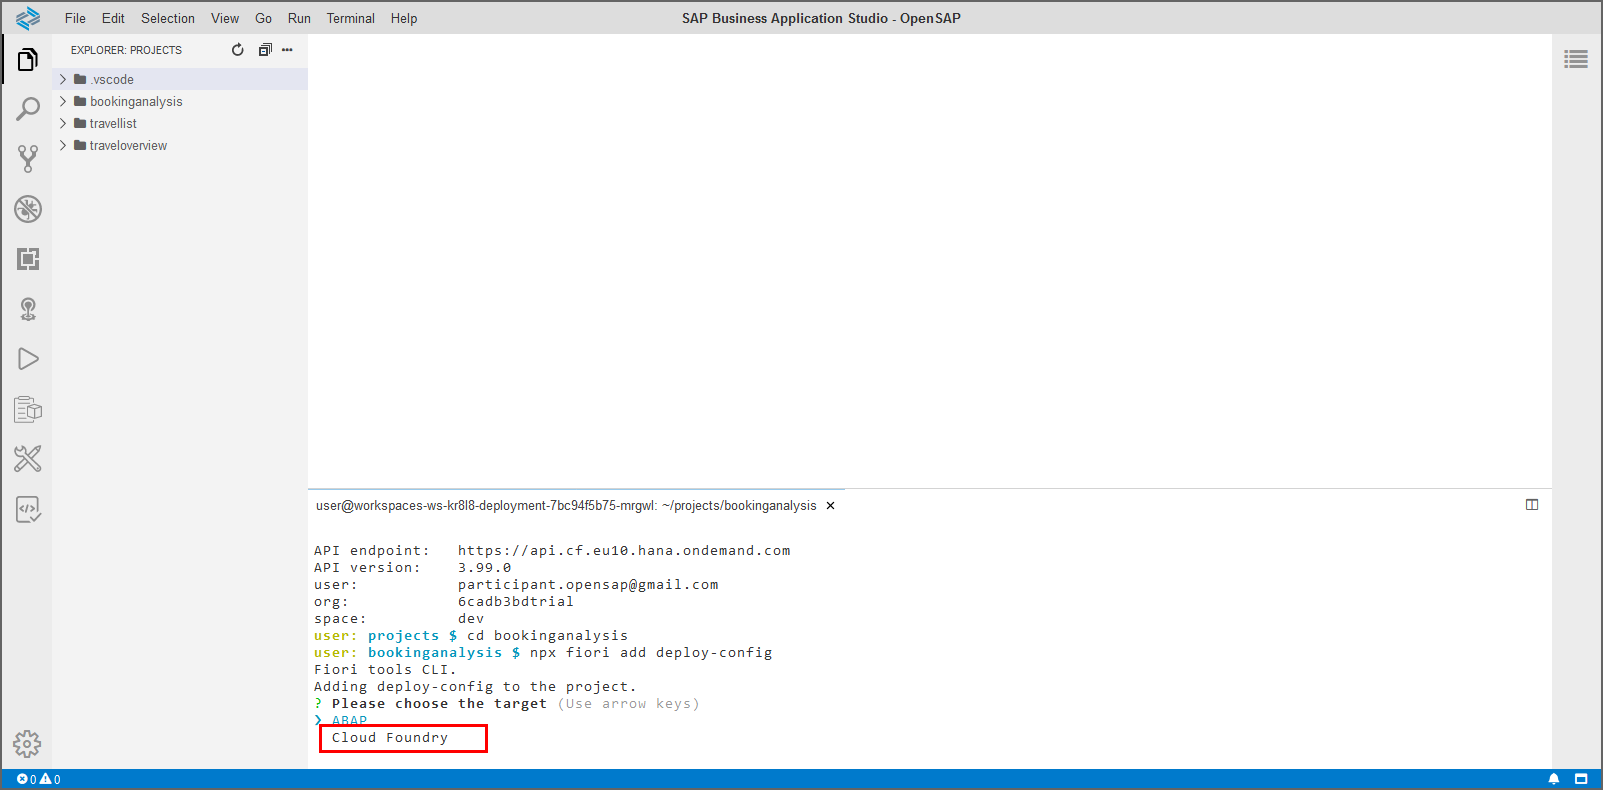 File Edit Selection View Go Run Terminal Help
SAP Business Application Studio - OpenSAP
EXPLORER: PROJECTS
.vscode
bookinganalysis
travellist
traveloverview
user@workspaces-ws-kr8l8-deployment-7bc94f5b75-mrgwl: ~/projects/bookinganalysis
API endpoint: https://api.cf.eu10.hana.ondemand.com
API version: 3.99.0
user: participant.opensap@gmail.com
org: 6cadb3bdtrial
space: dev
user: projects $ cd bookinganalysis
user: bookinganalysis $ npx fiori add deploy-config
Fiori tools CLI.
Adding deploy-config to the project.
? Please choose the target (Use arrow keys)
❯ ABAP
Cloud Foundry
0 0